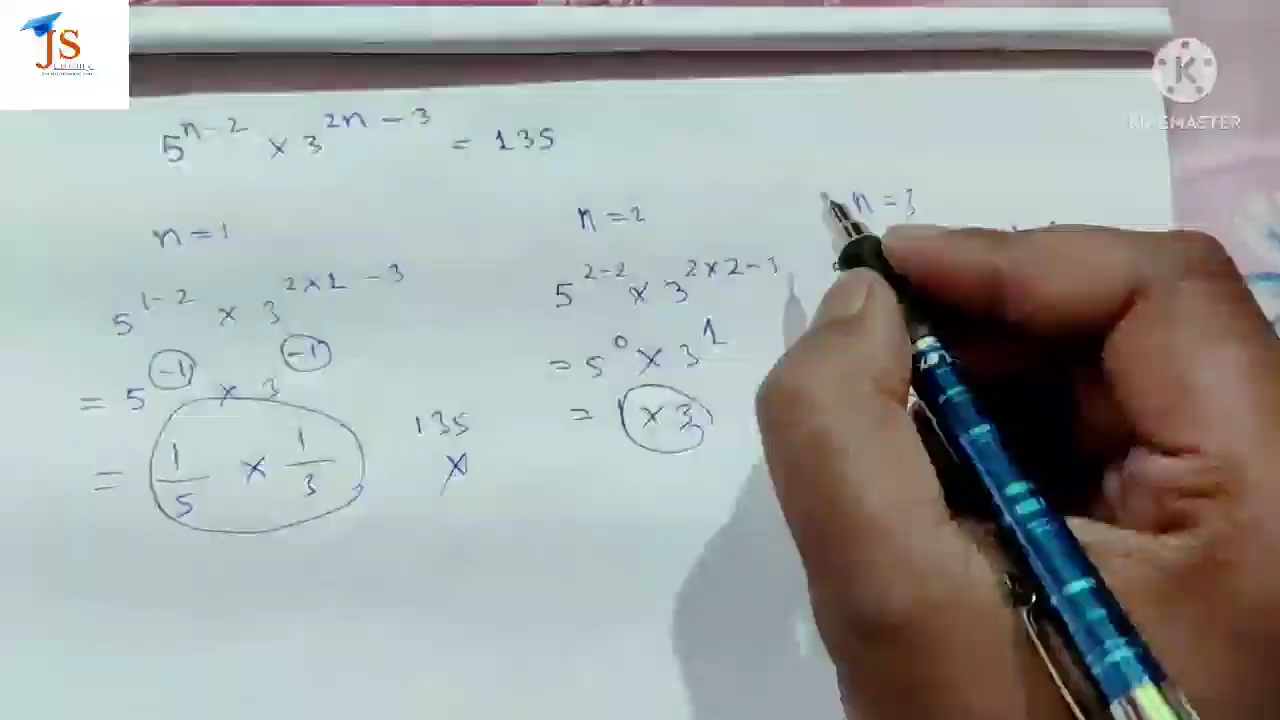 JS
KINEMASTER
5^{n-2} × 3^{2n-3} = 135
n = 1
5^{1-2} × 3^{2×1-3}
= 5^{-1} × 3^{-1}
= 1/5 × 1/3
135
×
n = 2
5^{2-2} × 3^{2×2-3}
= 5^0 × 3^1
= 1 × 3
n = 3